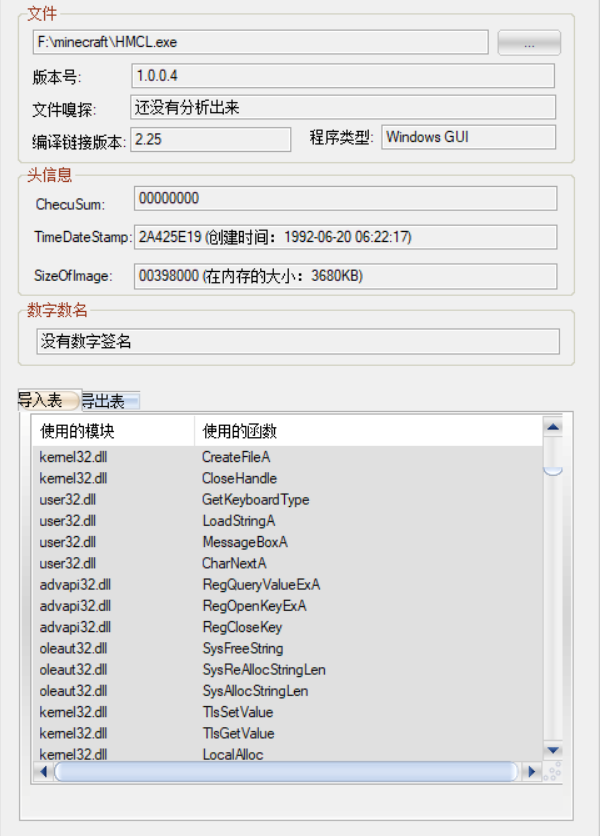 文件
F:\minecraft\HMCL.exe ...
版本号: 1.0.0.4
文件嗅探: 还没有分析出来
编译链接版本: 2.25 程序类型: Windows GUI
头信息
ChecuSum: 00000000
TimeDateStamp: 2A425E19 (创建时间：1992-06-20 06:22:17)
SizeOfImage: 00398000 (在内存的大小：3680KB)
数字数名
没有数字签名
导入表 导出表
使用的模块 使用的函数
kernel32.dll CreateFileA
kernel32.dll CloseHandle
user32.dll GetKeyboardType
user32.dll LoadStringA
user32.dll MessageBoxA
user32.dll CharNextA
advapi32.dll RegQueryValueExA
advapi32.dll RegOpenKeyExA
advapi32.dll RegCloseKey
oleaut32.dll SysFreeString
oleaut32.dll SysReAllocStringLen
oleaut32.dll SysAllocStringLen
kernel32.dll TlsSetValue
kernel32.dll TlsGetValue
kernel32.dll LocalAlloc